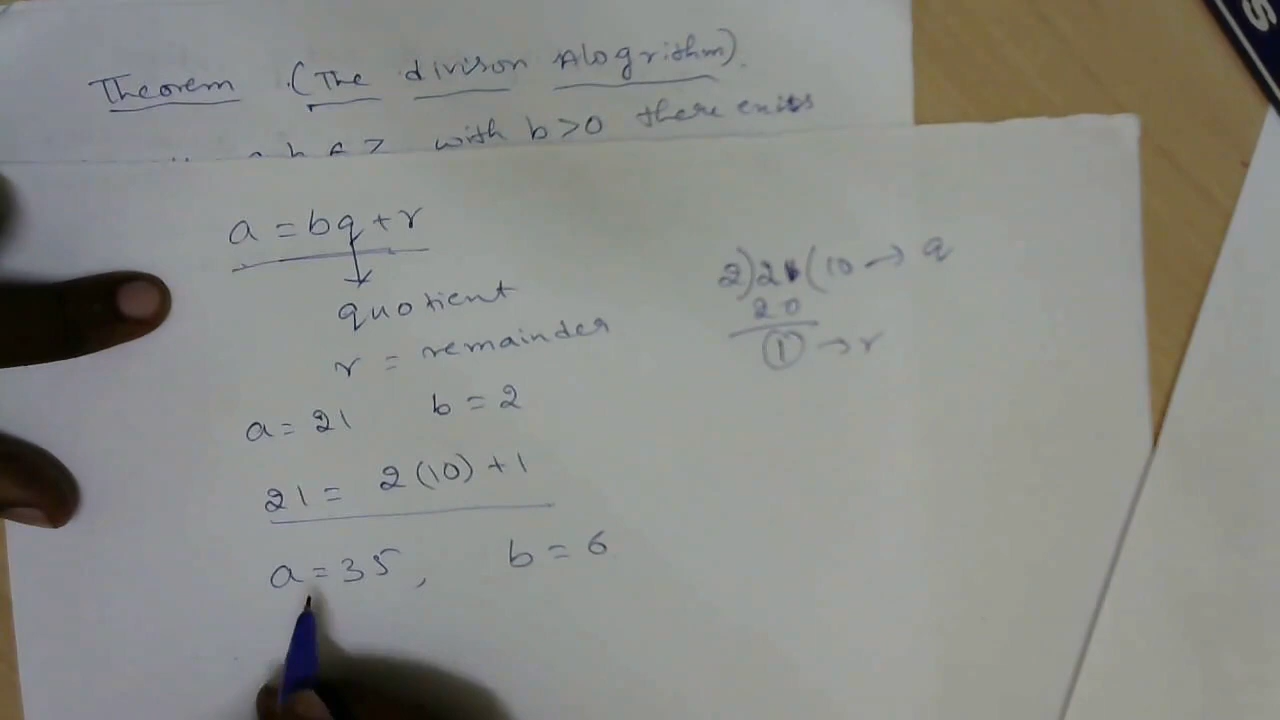 Theorem (The divison Alogrithm).
with b>0 there exits
a = bq + r
quotient
r = remainder
a = 21 b = 2
21 = 2(10) + 1
a = 35, b = 6
2)21(10 → q
20
1 → r
S